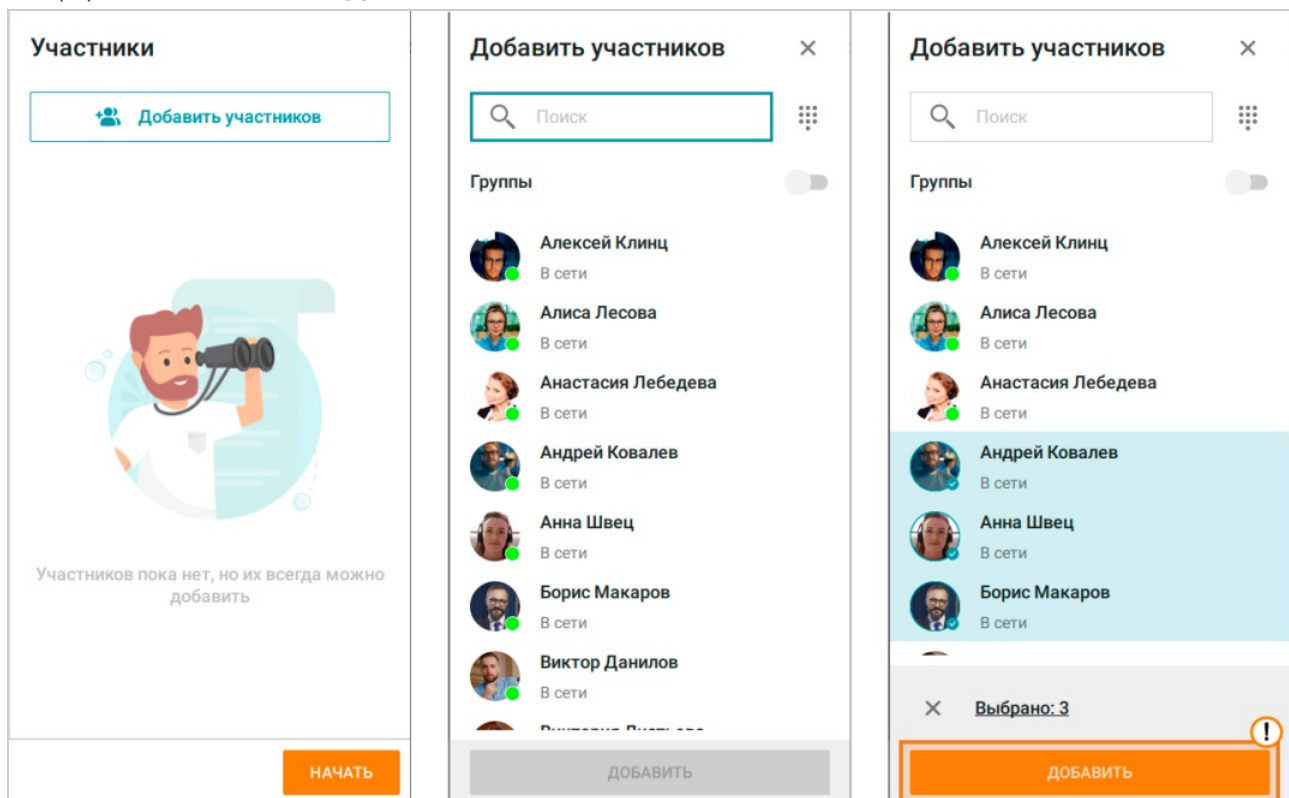 Участники
Добавить участников
Участников пока нет, но их всегда можно
добавить
НАЧАТЬ
Добавить участников
Поиск
Группы
Алексей Клинц
В сети
Алиса Лесова
В сети
Анастасия Лебедева
В сети
Андрей Ковалев
В сети
Анна Швец
В сети
Борис Макаров
В сети
Виктор Данилов
В сети
ДОБАВИТЬ
Добавить участников
Поиск
Группы
Алексей Клинц
В сети
Алиса Лесова
В сети
Анастасия Лебедева
В сети
Андрей Ковалев
В сети
Анна Швец
В сети
Борис Макаров
В сети
Выбрано: 3
!
ДОБАВИТЬ